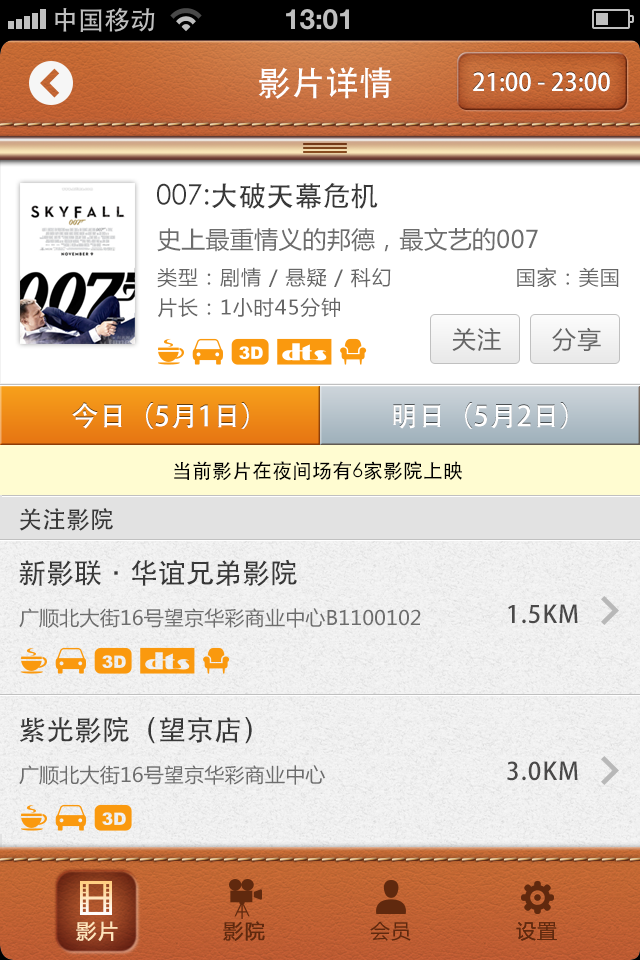 中国移动 13:01
影片详情 21:00 - 23:00
SKYFALL
007
NOVEMBER 9
007
007:大破天幕危机
史上最重情义的邦德，最文艺的007
类型：剧情 / 悬疑 / 科幻 国家：美国
片长：1小时45分钟
3D dts
关注 分享
今日（5月1日） 明日（5月2日）
当前影片在夜间场有6家影院上映
关注影院
新影联 · 华谊兄弟影院
广顺北大街16号望京华彩商业中心B1100102 1.5KM
3D dts
紫光影院（望京店）
广顺北大街16号望京华彩商业中心 3.0KM
3D
影片 影院 会员 设置